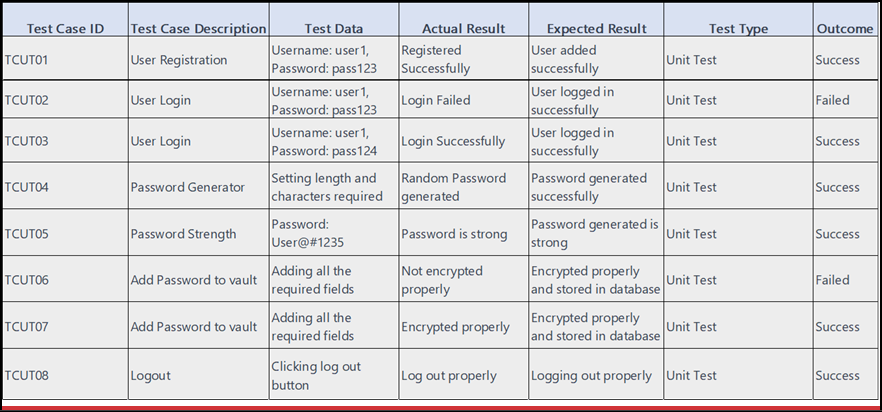 Test Case ID Test Case Description Test Data Actual Result Expected Result Test Type Outcome
TCUT01 User Registration Username: user1, Password: pass123 Registered Successfully User added successfully Unit Test Success
TCUT02 User Login Username: user1, Password: pass123 Login Failed User logged in successfully Unit Test Failed
TCUT03 User Login Username: user1, Password: pass124 Login Successfully User logged in successfully Unit Test Success
TCUT04 Password Generator Setting length and characters required Random Password generated Password generated successfully Unit Test Success
TCUT05 Password Strength Password: User@#1235 Password is strong Password generated is strong Unit Test Success
TCUT06 Add Password to vault Adding all the required fields Not encrypted properly Encrypted properly and stored in database Unit Test Failed
TCUT07 Add Password to vault Adding all the required fields Encrypted properly Encrypted properly and stored in database Unit Test Success
TCUT08 Logout Clicking log out button Log out properly Logging out properly Unit Test Success